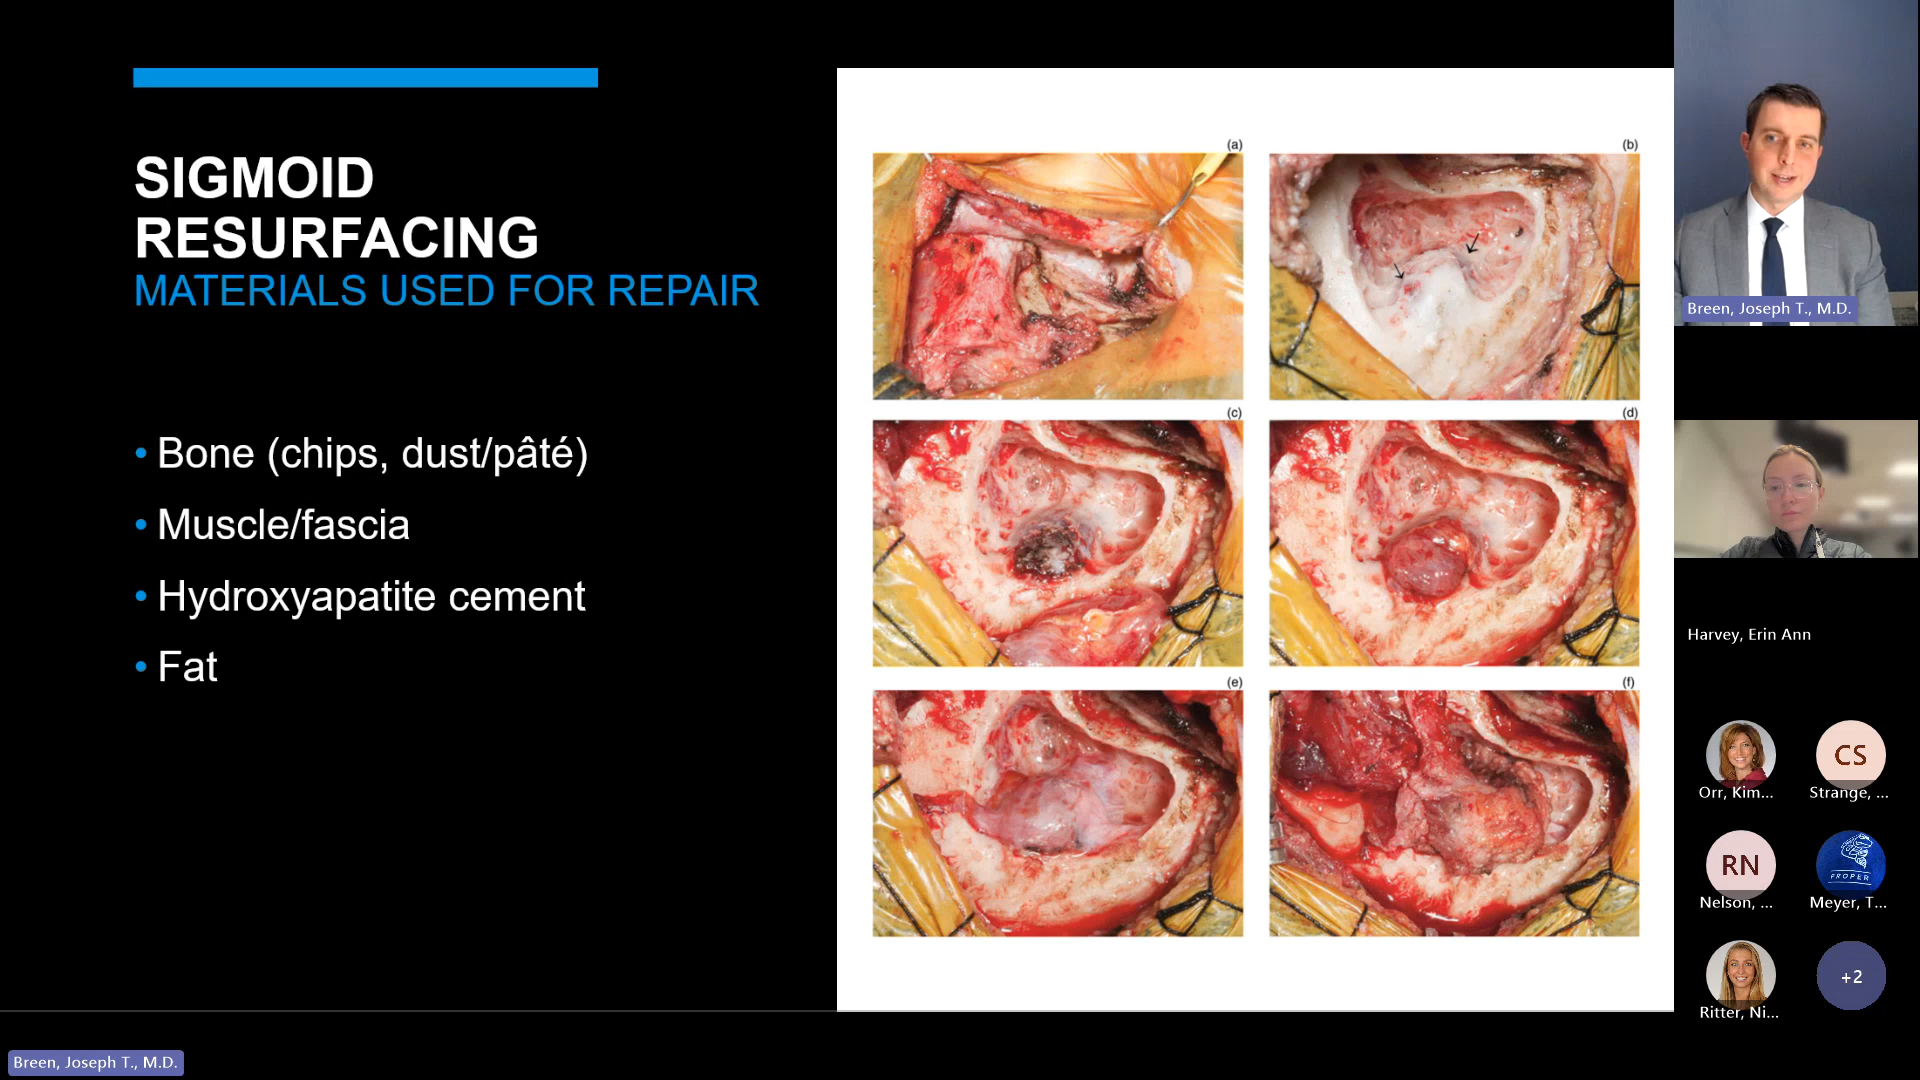 SIGMOID
RESURFACING
MATERIALS USED FOR REPAIR
• Bone (chips, dust/pâté)
• Muscle/fascia
• Hydroxyapatite cement
• Fat
(a)
(b)
(c)
(d)
(e)
(f)
Breen, Joseph T., M.D.
Harvey, Erin Ann
Orr, Kim...
CS
Strange, ...
RN
Nelson, ...
PROPER
Meyer, T...
Ritter, Ni...
+2
Breen, Joseph T., M.D.